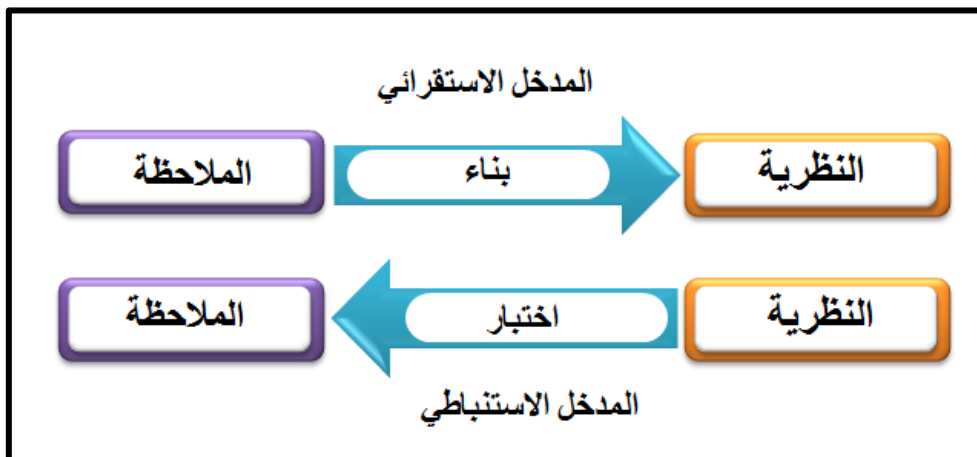 المدخل الاستقرائي
النظرية
بناء
الملاحظة
النظرية
اختبار
الملاحظة
المدخل الاستنباطي